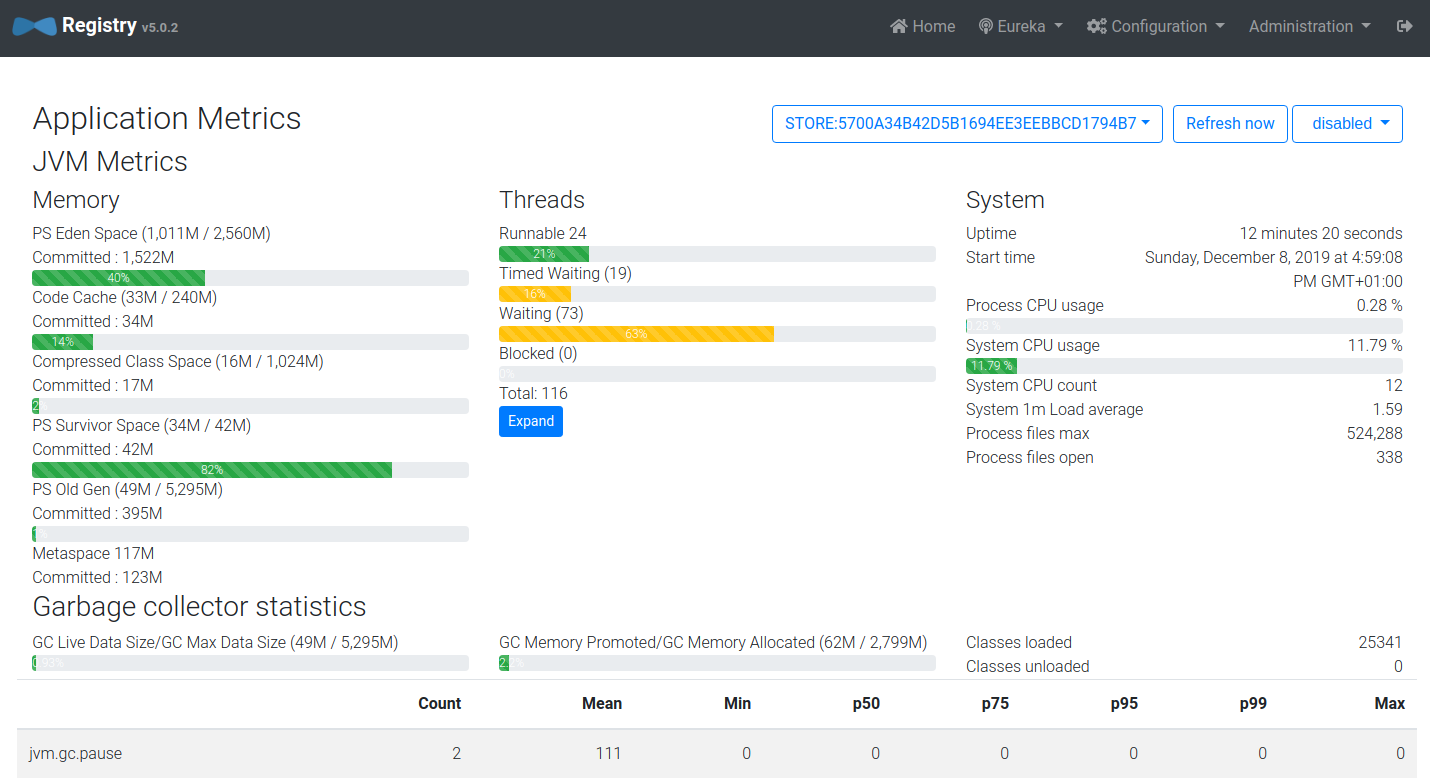 Registry v5.0.2
Home Eureka Configuration Administration
Application Metrics
STORE:5700A34B42D5B1694EE3EEBBCD1794B7 Refresh now disabled
JVM Metrics
Memory
PS Eden Space (1,011M / 2,560M)
Committed : 1,522M
40%
Code Cache (33M / 240M)
Committed : 34M
14%
Compressed Class Space (16M / 1,024M)
Committed : 17M
2%
PS Survivor Space (34M / 42M)
Committed : 42M
82%
PS Old Gen (49M / 5,295M)
Committed : 395M
Metaspace 117M
Committed : 123M
Threads
Runnable 24
21%
Timed Waiting (19)
16%
Waiting (73)
63%
Blocked (0)
0%
Total: 116
Expand
System
Uptime 12 minutes 20 seconds
Start time Sunday, December 8, 2019 at 4:59:08
PM GMT+01:00
Process CPU usage 0.28 %
0.28 %
System CPU usage 11.79 %
11.79 %
System CPU count 12
System 1m Load average 1.59
Process files max 524,288
Process files open 338
Garbage collector statistics
GC Live Data Size/GC Max Data Size (49M / 5,295M)
0.93%
GC Memory Promoted/GC Memory Allocated (62M / 2,799M)
Classes loaded 25341
Classes unloaded 0
Count Mean Min p50 p75 p95 p99 Max
jvm.gc.pause 2 111 0 0 0 0 0 0